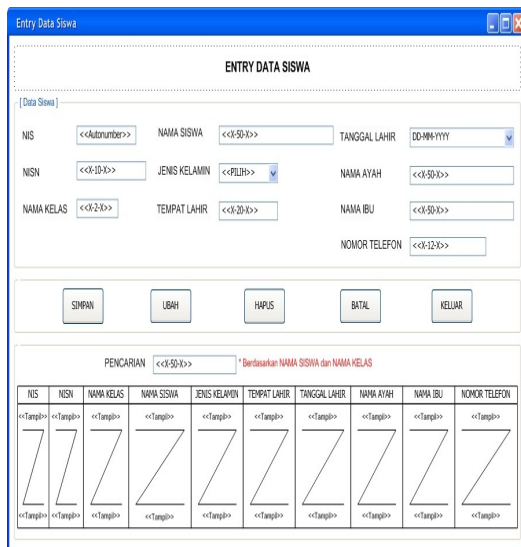 Entry Data Siswa
ENTRY DATA SISWA
[ Data Siswa ]
NIS <<Autonumber>> NAMA SISWA <<X-50-X>> TANGGAL LAHIR DD-MM-YYYY
NISN <<X-10-X>> JENIS KELAMIN <<PILIH>> NAMA AYAH <<X-50-X>>
NAMA KELAS <<X-2-X>> TEMPAT LAHIR <<X-20-X>> NAMA IBU <<X-50-X>>
NOMOR TELEFON <<X-12-X>>
SIMPAN UBAH HAPUS BATAL KELUAR
PENCARIAN <<X-50-X>> * Berdasarkan NAMA SISWA dan NAMA KELAS
NIS NISN NAMA KELAS NAMA SISWA JENIS KELAMIN TEMPAT LAHIR TANGGAL LAHIR NAMA AYAH NAMA IBU NOMOR TELEFON
<<Tampil>> <<Tampil>> <<Tampil>> <<Tampil>> <<Tampil>> <<Tampil>> <<Tampil>> <<Tampil>> <<Tampil>> <<Tampil>>
<<Tampil>> <<Tampil>> <<Tampil>> <<Tampil>> <<Tampil>> <<Tampil>> <<Tampil>> <<Tampil>> <<Tampil>> <<Tampil>>